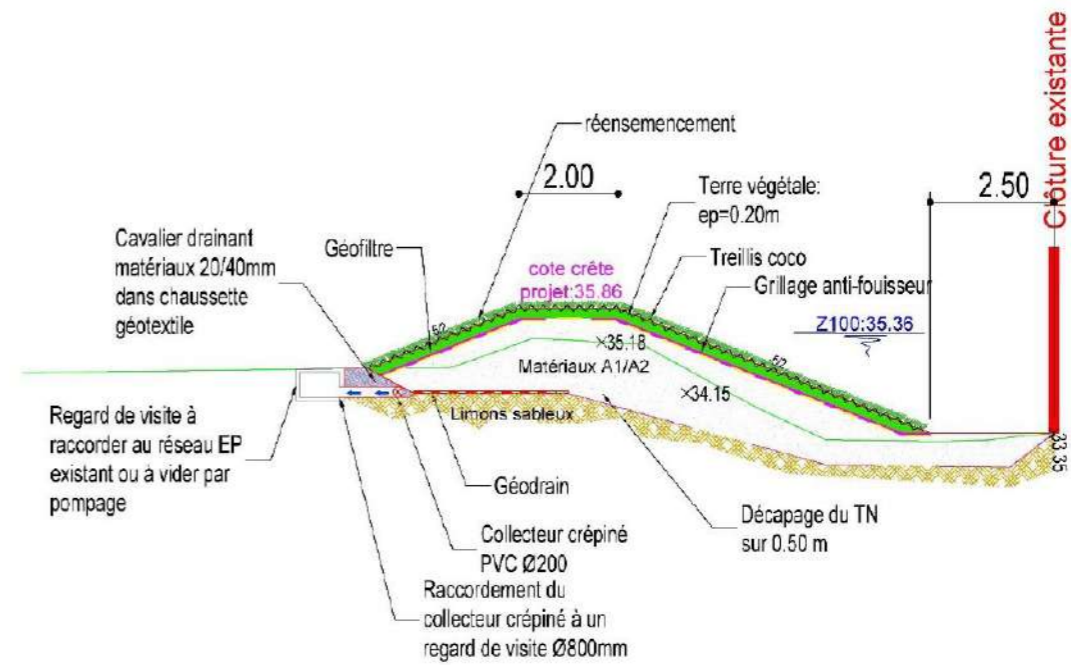 Clôture existante
réensemencement
2.00
2.50
Terre végétale:
ep=0.20m
Cavalier drainant
matériaux 20/40mm
dans chaussette
géotextile
Géofiltre
Treillis coco
cote crête
projet:35.86
Grillage anti-fouisseur
Z100:35.36
5/2
×35.18
Matériaux A1/A2
5/2
×34.15
Regard de visite à
raccorder au réseau EP
existant ou à vider par
pompage
Limons sableux
33.35
Géodrain
Décapage du TN
sur 0.50 m
Collecteur crépiné
PVC Ø200
Raccordement du
collecteur crépiné à un
regard de visite Ø800mm